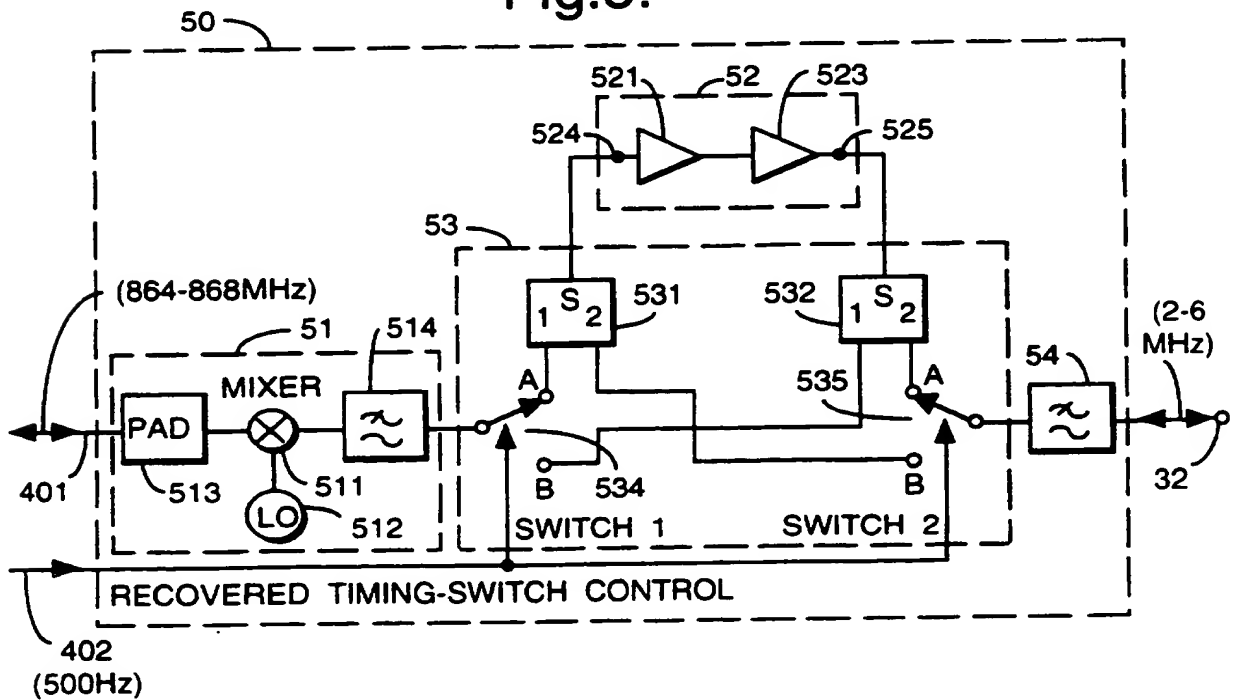 Fig.5.
50
521
52
523
524
525
53
(864-868MHz)
S
1 2
531
532
S
1 2
(2-6
MHz)
51
514
54
MIXER
A
535
A
PAD
401
513
511
B
534
B
32
LO
512
SWITCH 1
SWITCH 2
RECOVERED TIMING-SWITCH CONTROL
402
(500Hz)